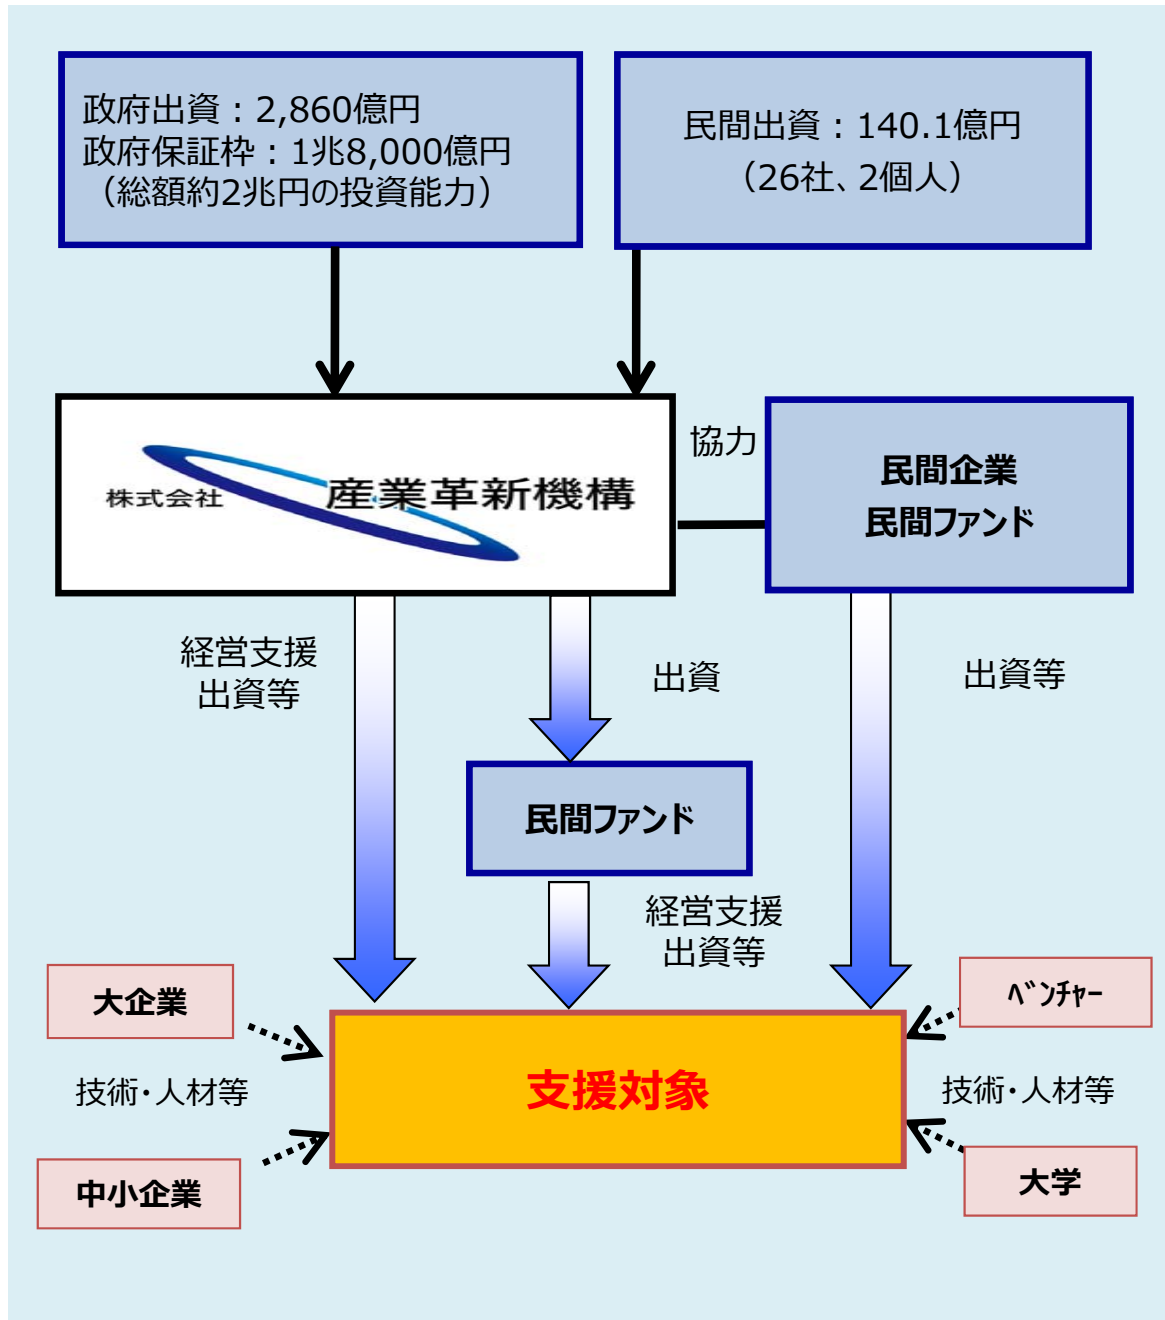 政府出資：2,860億円
政府保証枠：1兆8,000億円
（総額約2兆円の投資能力）
民間出資：140.1億円
（26社、2個人）
株式会社 産業革新機構
協力
民間企業
民間ファンド
経営支援
出資等
出資
出資等
民間ファンド
経営支援
出資等
大企業
ﾍﾞﾝﾁｬｰ
技術・人材等
支援対象
技術・人材等
中小企業
大学